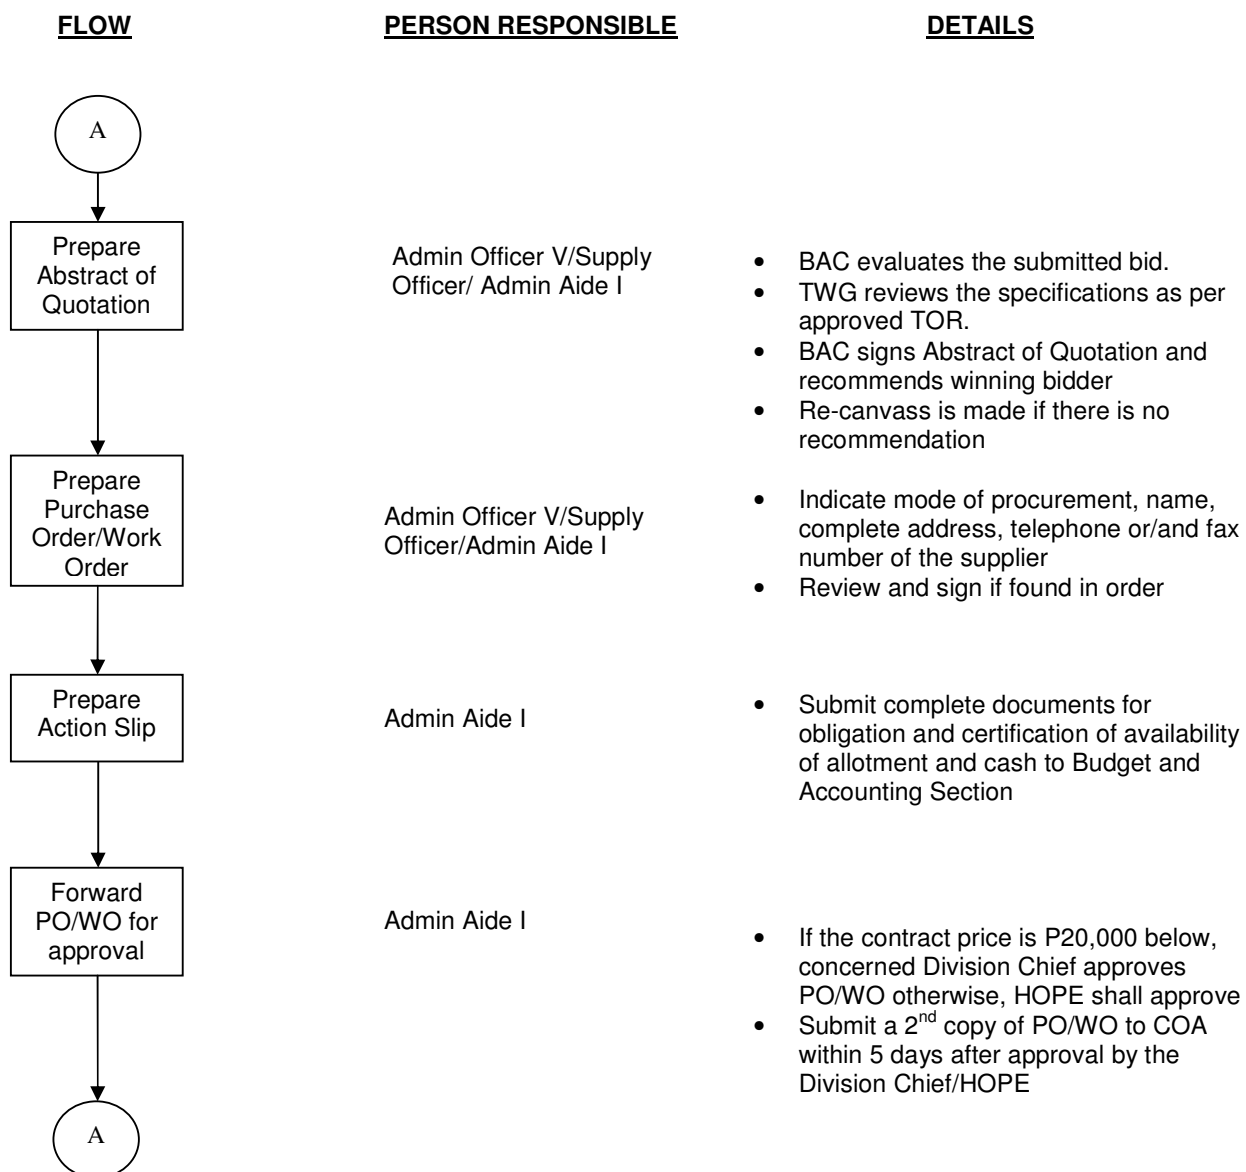 FLOW
PERSON RESPONSIBLE
DETAILS
A
Prepare
Abstract of
Quotation
Admin Officer V/Supply
Officer/ Admin Aide I
• BAC evaluates the submitted bid.
• TWG reviews the specifications as per
approved TOR.
• BAC signs Abstract of Quotation and
recommends winning bidder
• Re-canvass is made if there is no
recommendation
Prepare
Purchase
Order/Work
Order
Admin Officer V/Supply
Officer/Admin Aide I
• Indicate mode of procurement, name,
complete address, telephone or/and fax
number of the supplier
• Review and sign if found in order
Prepare
Action Slip
Admin Aide I
• Submit complete documents for
obligation and certification of availability
of allotment and cash to Budget and
Accounting Section
Forward
PO/WO for
approval
Admin Aide I
• If the contract price is P20,000 below,
concerned Division Chief approves
PO/WO otherwise, HOPE shall approve
• Submit a 2nd copy of PO/WO to COA
within 5 days after approval by the
Division Chief/HOPE
A